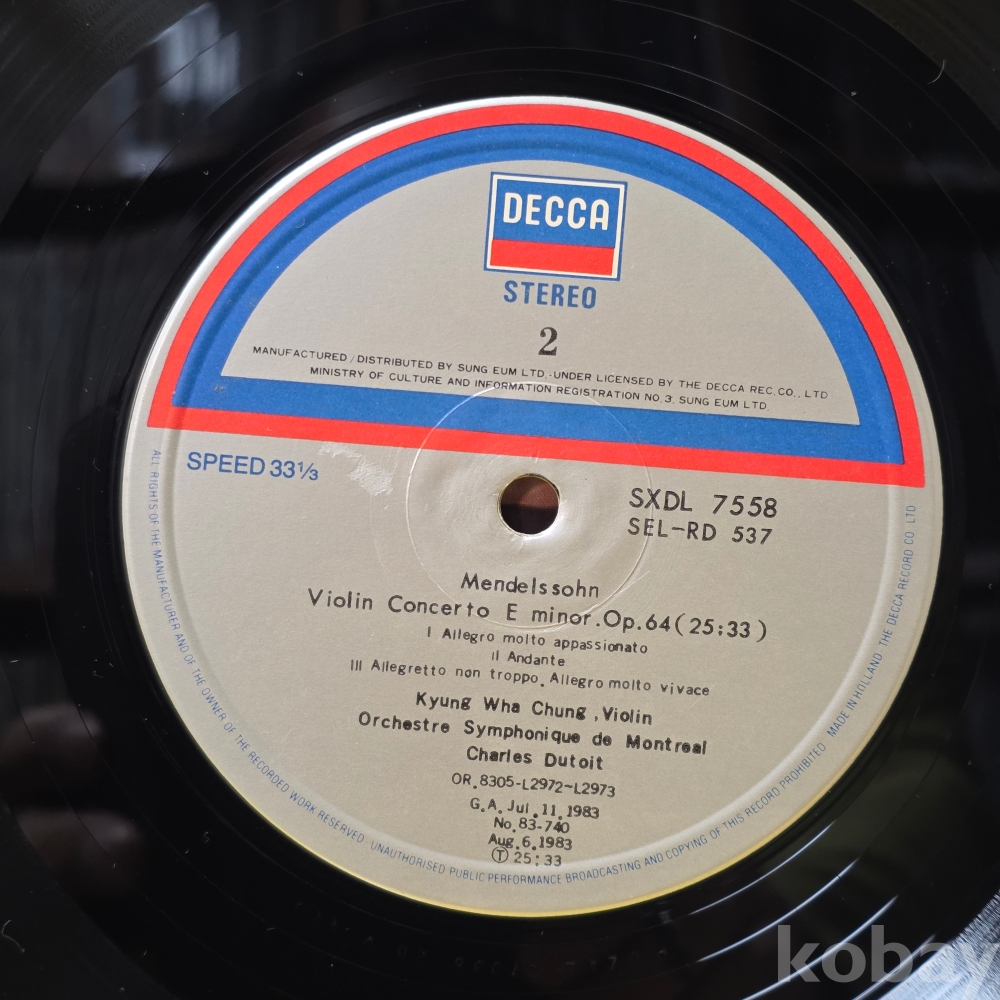 DECCA
STEREO
2
MANUFACTURED / DISTRIBUTED BY SUNG EUM LTD.-UNDER LICENSED BY THE DECCA REC. CO., LTD
MINISTRY OF CULTURE AND INFORMATION REGISTRATION NO. 3. SUNG EUM LTD
SPEED 33⅓
SXDL 7558
SEL-RD 537
Mendelssohn
Violin Concerto E minor.Op.64(25:33)
I Allegro molto appassionato
II Andante
III Allegretto non troppo. Allegro molto vivace
Kyung Wha Chung , Violin
Orchestre Symphonique de Montreal
Charles Dutoit
OR.8305-L2972~L2973
G.A. Jul.11.1983
No.83-740
Aug.6.1983
Ⓣ 25:33
ALL RIGHTS OF THE MANUFACTURER AND OF THE OWNER OF THE RECORDED WORK RESERVED. UNAUTHORISED PUBLIC PERFORMANCE BROADCASTING AND COPYING OF THIS RECORD PROHIBITED MADE IN HOLLAND THE DECCA RECORD CO LTD
kobay